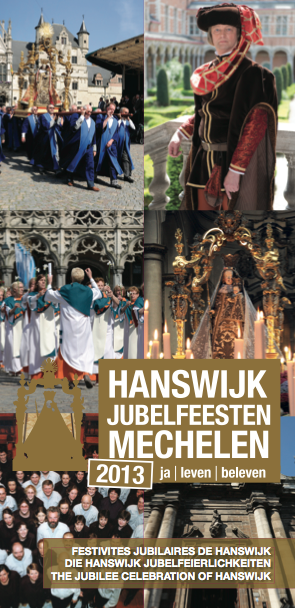 HANSWIJK
JUBELFEESTEN
MECHELEN
2013 ja | leven | beleven
FESTIVITES JUBILAIRES DE HANSWIJK
DIE HANSWIJK JUBELFEIERLICHKEITEN
THE JUBILEE CELEBRATION OF HANSWIJK